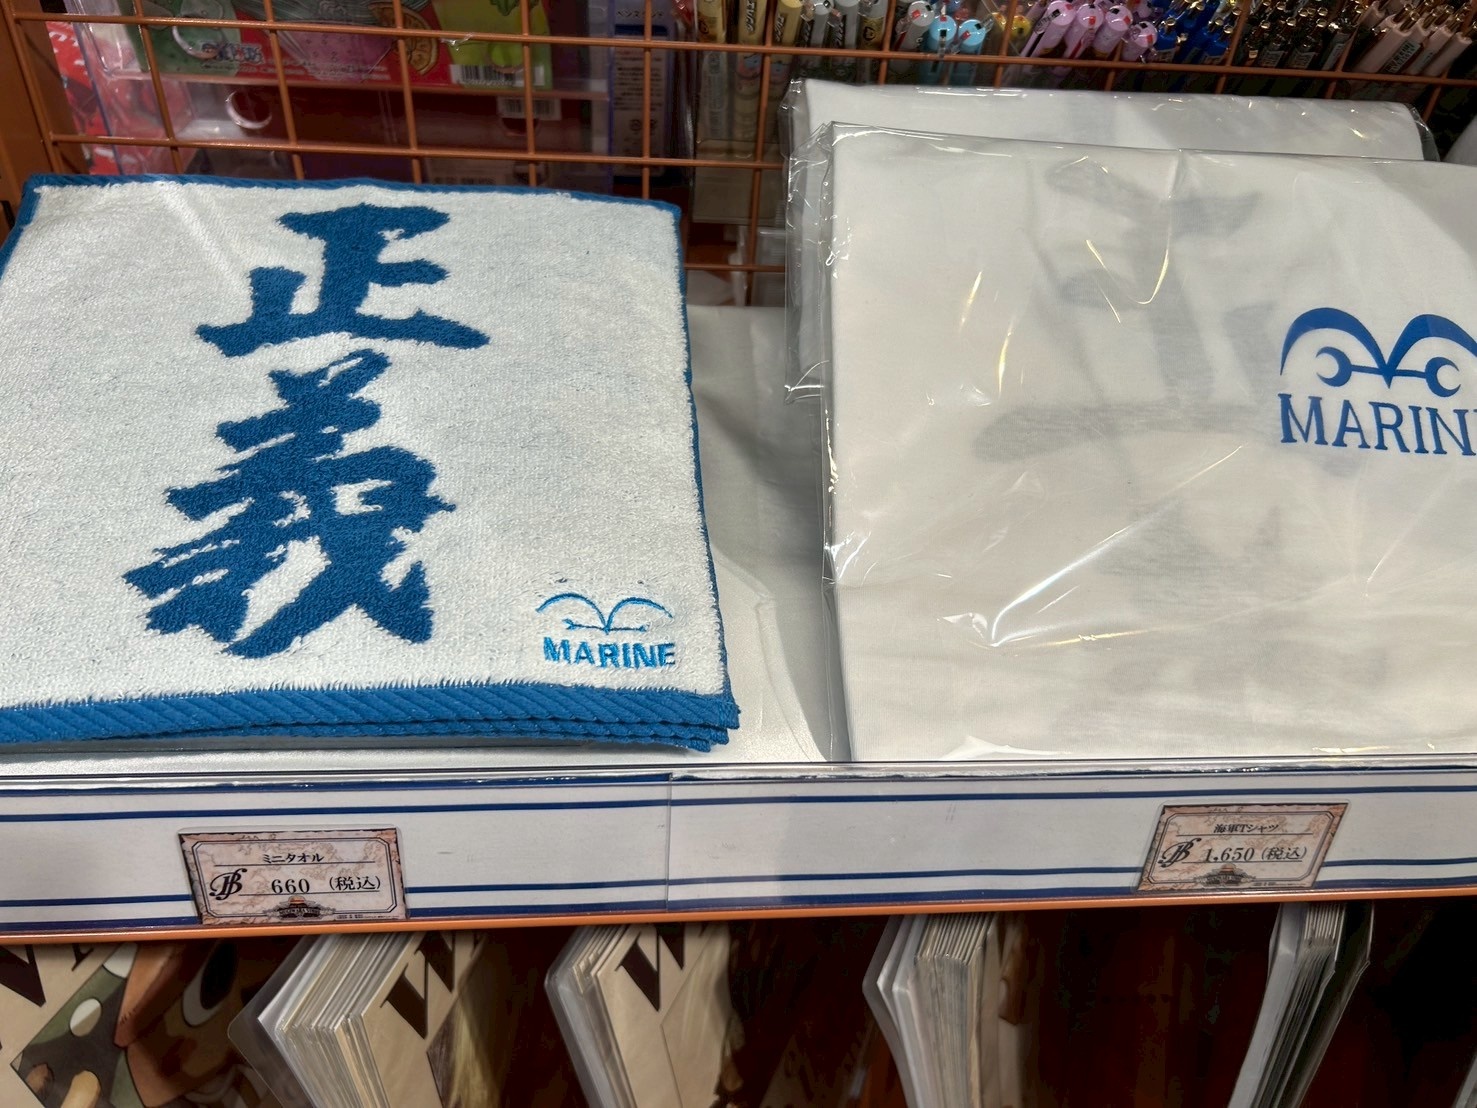 正義
MARINE
MARIN
ミニタオル
660 (税込)
海軍Tシャツ
1,650 (税込)